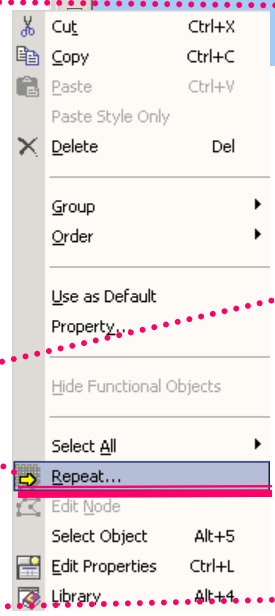 Cut Ctrl+X
Copy Ctrl+C
Paste Ctrl+V
Paste Style Only
Delete Del
Group
Order
Use as Default
Property...
Hide Functional Objects
Select All
Repeat...
Edit Node
Select Object Alt+5
Edit Properties Ctrl+L
Library Alt+4